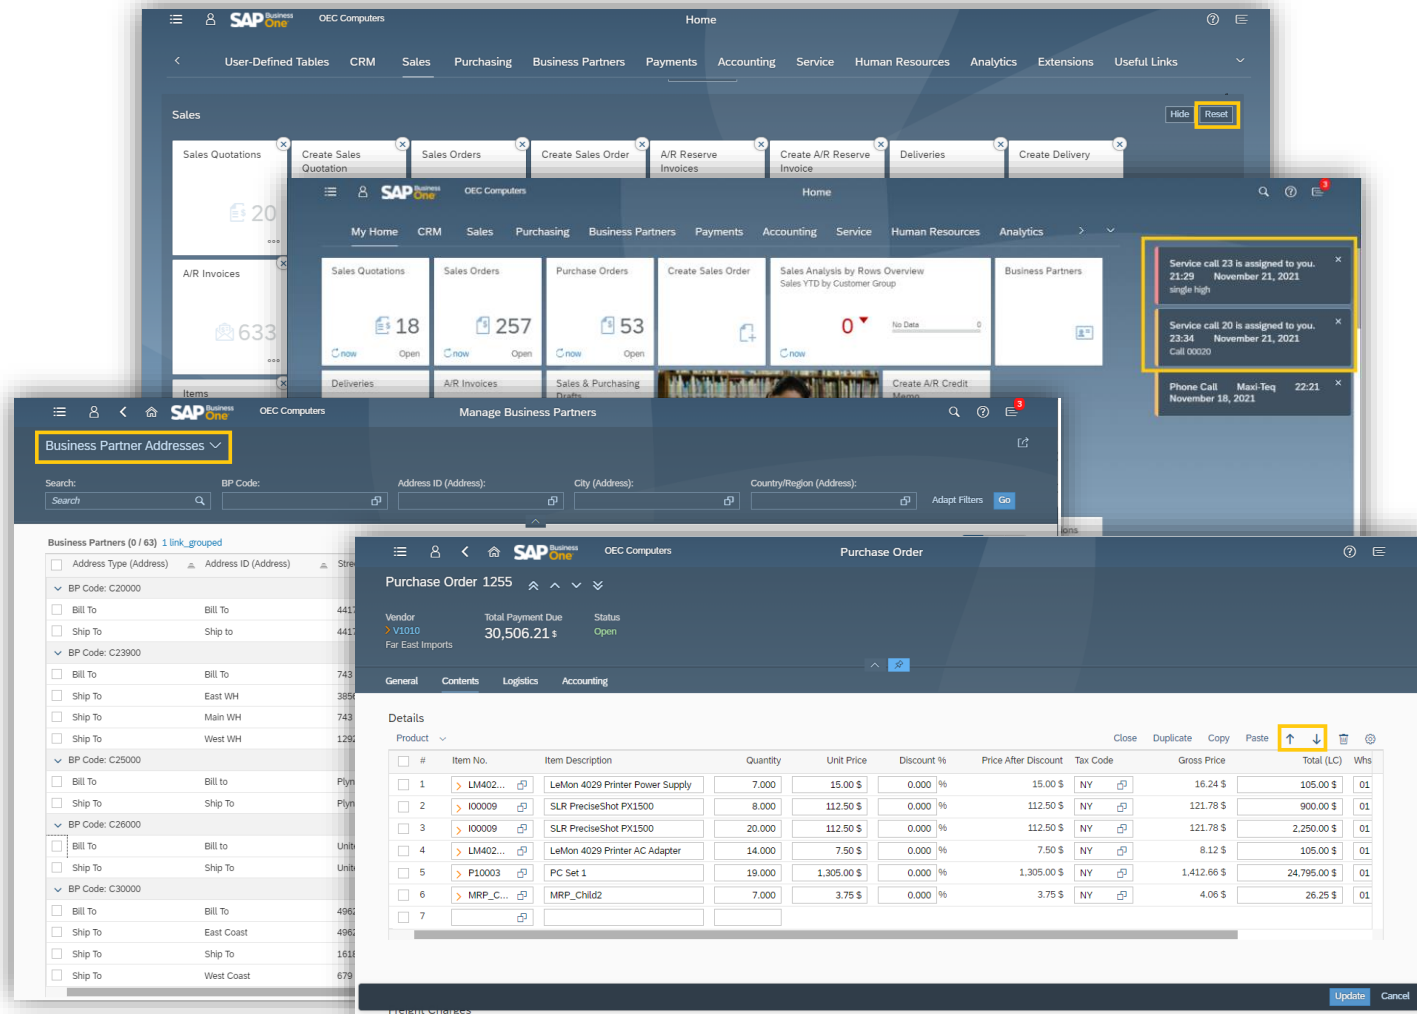 SAP Business One OEC Computers Home
User-Defined Tables CRM Sales Purchasing Business Partners Payments Accounting Service Human Resources Analytics Extensions Useful Links
Sales Hide Reset
Sales Quotations Create Sales Quotation Sales Orders Create Sales Order A/R Reserve Invoices Create A/R Reserve Invoice Deliveries Create Delivery
20
A/R Invoices
633
Items
SAP Business One OEC Computers Home 3
My Home CRM Sales Purchasing Business Partners Payments Accounting Service Human Resources Analytics
Sales Quotations Sales Orders Purchase Orders Create Sales Order Sales Analysis by Rows Overview Business Partners
Sales YTD by Customer Group
18 257 53 0 No Data 0
now Open now Open now Open now
Deliveries A/R Invoices Sales & Purchasing Drafts Create A/R Credit Memo
Service call 23 is assigned to you.
21:29 November 21, 2021
single high
Service call 20 is assigned to you.
23:34 November 21, 2021
Call 00020
Phone Call Maxi-Teq 22:21
November 18, 2021
SAP Business One OEC Computers Manage Business Partners 3
Business Partner Addresses
Search: BP Code: Address ID (Address): City (Address): Country/Region (Address):
Search Adapt Filters Go
Business Partners (0 / 63) 1 link_grouped
Address Type (Address) Address ID (Address)
BP Code: C20000
Bill To Bill To 4417
Ship To Ship to 4417
BP Code: C23900
Bill To Bill To 743
Ship To East WH 3856
Ship To Main WH 743
Ship To West WH 1292
BP Code: C25000
Bill To Bill to Plyn
Ship To Ship To Plyn
BP Code: C26000
Bill To Bill to
Ship To Ship To
BP Code: C30000
Bill To Bill To 4962
Ship To East Coast 4962
Ship To Ship To 1618
Ship To West Coast 679
SAP Business One OEC Computers Purchase Order
Purchase Order 1255
Vendor Total Payment Due Status
V1010 30,506.21 $ Open
Far East Imports
General Contents Logistics Accounting
Details
Product Close Duplicate Copy Paste
# Item No. Item Description Quantity Unit Price Discount % Price After Discount Tax Code Gross Price Total (LC) Whs
1 LM402... LeMon 4029 Printer Power Supply 7.000 15.00 $ 0.000 % 15.00 $ NY 16.24 $ 105.00 $ 01
2 I00009 SLR PreciseShot PX1500 8.000 112.50 $ 0.000 % 112.50 $ NY 121.78 $ 900.00 $ 01
3 I00009 SLR PreciseShot PX1500 20.000 112.50 $ 0.000 % 112.50 $ NY 121.78 $ 2,250.00 $ 01
4 LM402... LeMon 4029 Printer AC Adapter 14.000 7.50 $ 0.000 % 7.50 $ NY 8.12 $ 105.00 $ 01
5 P10003 PC Set 1 19.000 1,305.00 $ 0.000 % 1,305.00 $ NY 1,412.66 $ 24,795.00 $ 01
6 MRP_C... MRP_Child2 7.000 3.75 $ 0.000 % 3.75 $ NY 4.06 $ 26.25 $ 01
7
Update Cancel
Freight Charges